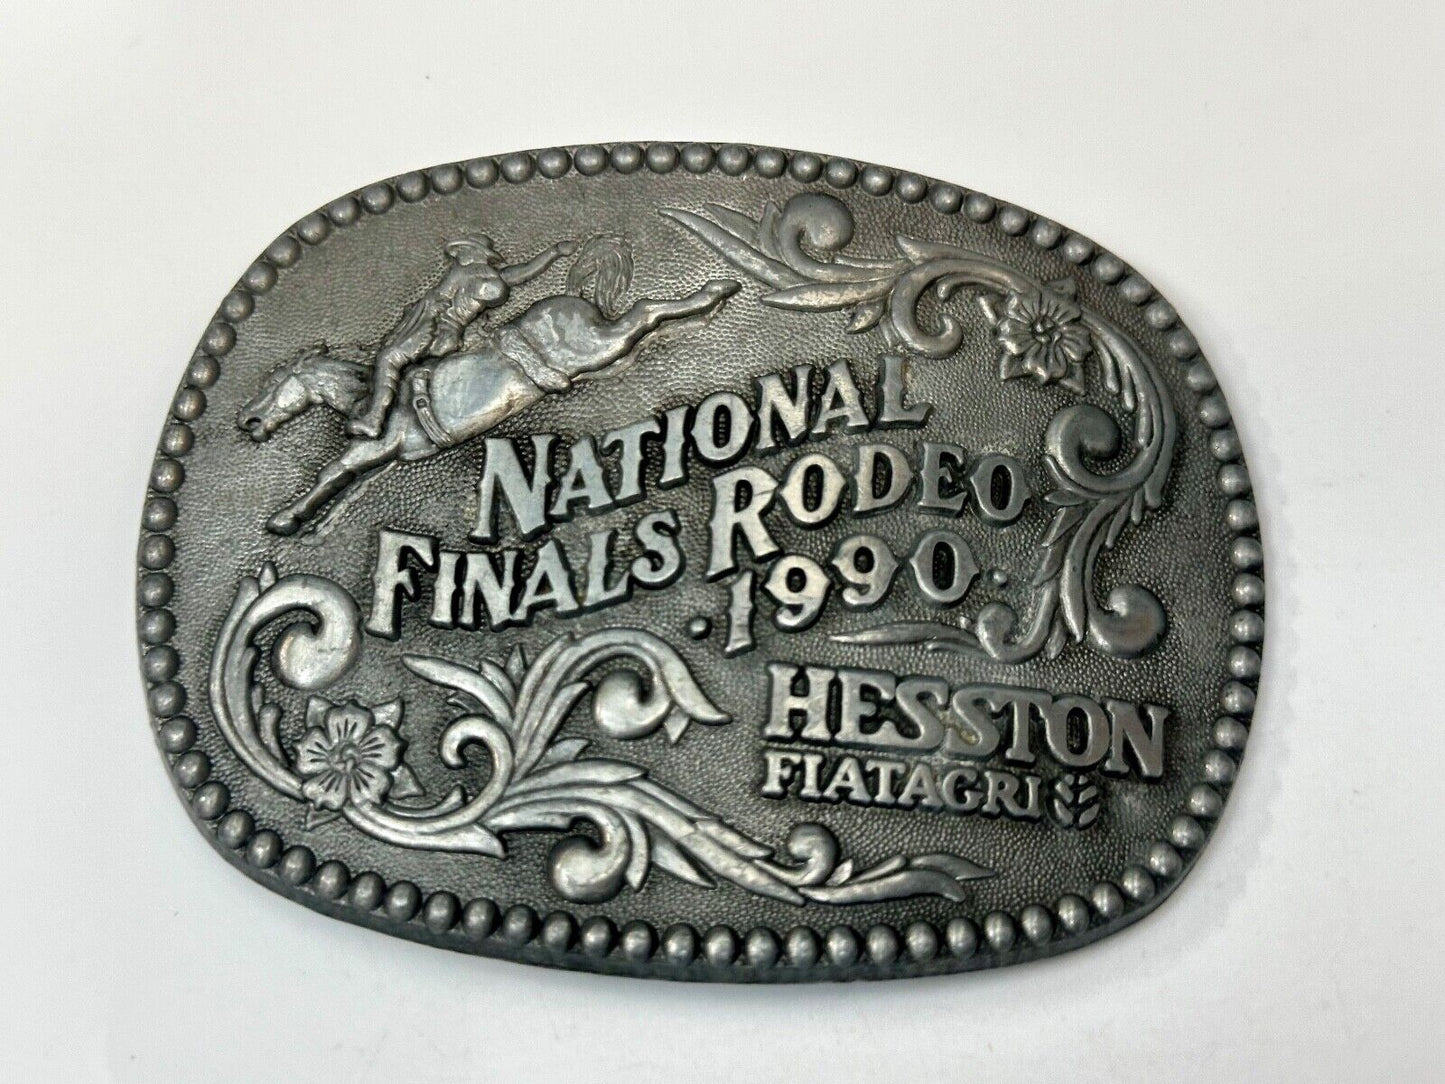 NATIONAL
FINALS RODEO
· 1990 ·
HESSTON
FIATAGRI